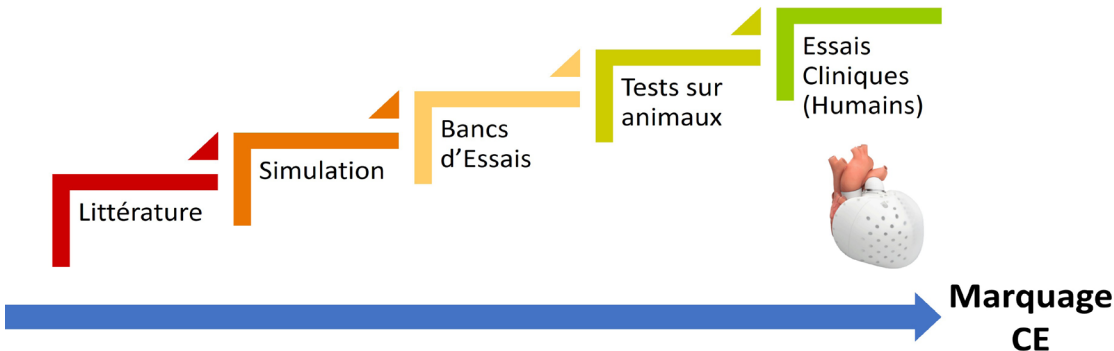 Littérature
Simulation
Bancs
d’Essais
Tests sur
animaux
Essais
Cliniques
(Humains)
Marquage
CE